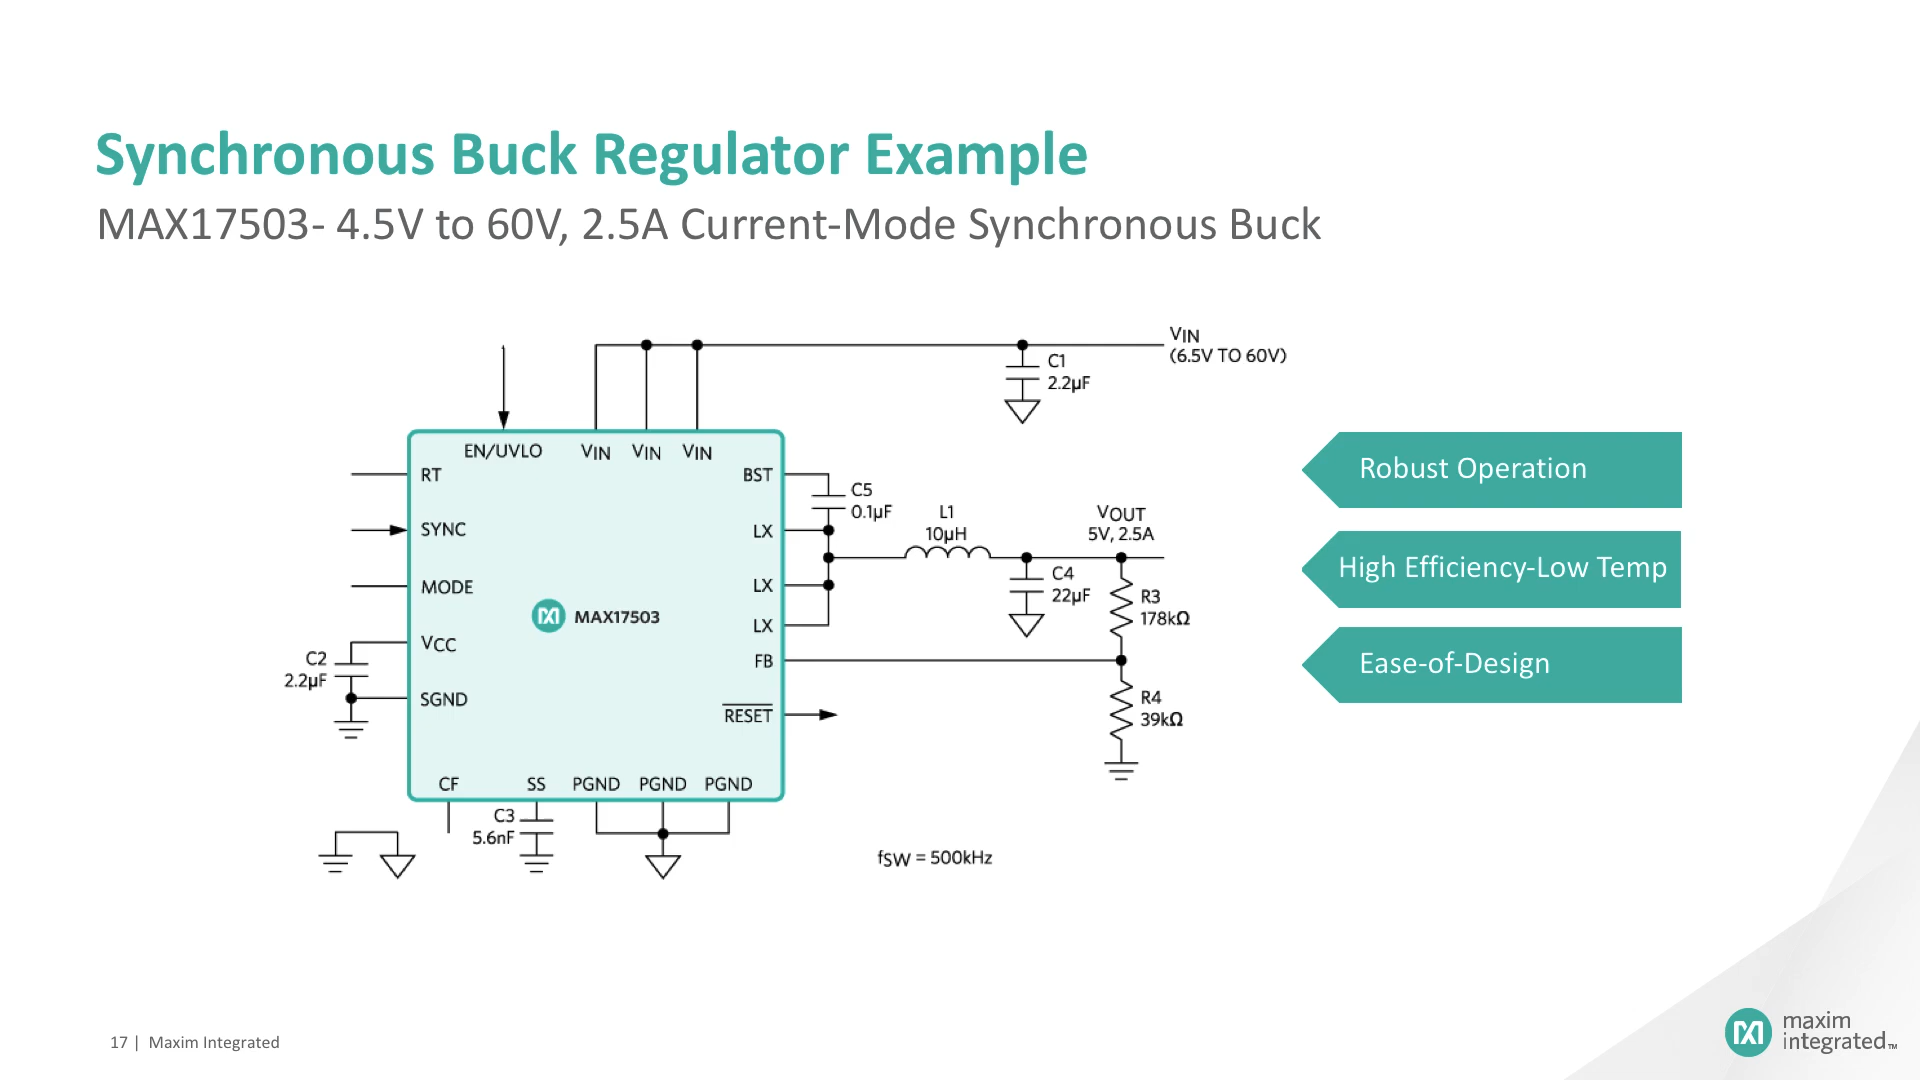 Synchronous Buck Regulator Example
MAX17503- 4.5V to 60V, 2.5A Current-Mode Synchronous Buck
VIN
(6.5V TO 60V)
C1
2.2µF
EN/UVLO
VIN
VIN
VIN
RT
BST
C5
0.1µF
SYNC
LX
L1
10µH
VOUT
5V, 2.5A
MODE
LX
C4
22µF
R3
178kΩ
MAX17503
LX
VCC
FB
C2
2.2µF
SGND
RESET
R4
39kΩ
CF
SS
PGND
PGND
PGND
C3
5.6nF
fSW = 500kHz
Robust Operation
High Efficiency-Low Temp
Ease-of-Design
17 | Maxim Integrated
maxim
integrated™